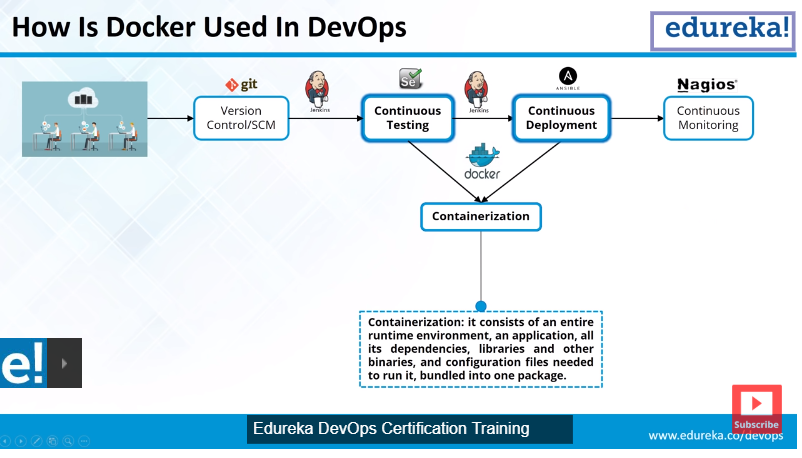 How Is Docker Used In DevOps
edureka!
git
Jenkins
Se
Jenkins
ANSIBLE
Nagios®
Version
Control/SCM
Continuous
Testing
Continuous
Deployment
Continuous
Monitoring
docker
Containerization
Containerization: it consists of an entire
runtime environment, an application, all
its dependencies, libraries and other
binaries, and configuration files needed
to run it, bundled into one package.
e!
Subscribe
Edureka DevOps Certification Training
www.edureka.co/devops